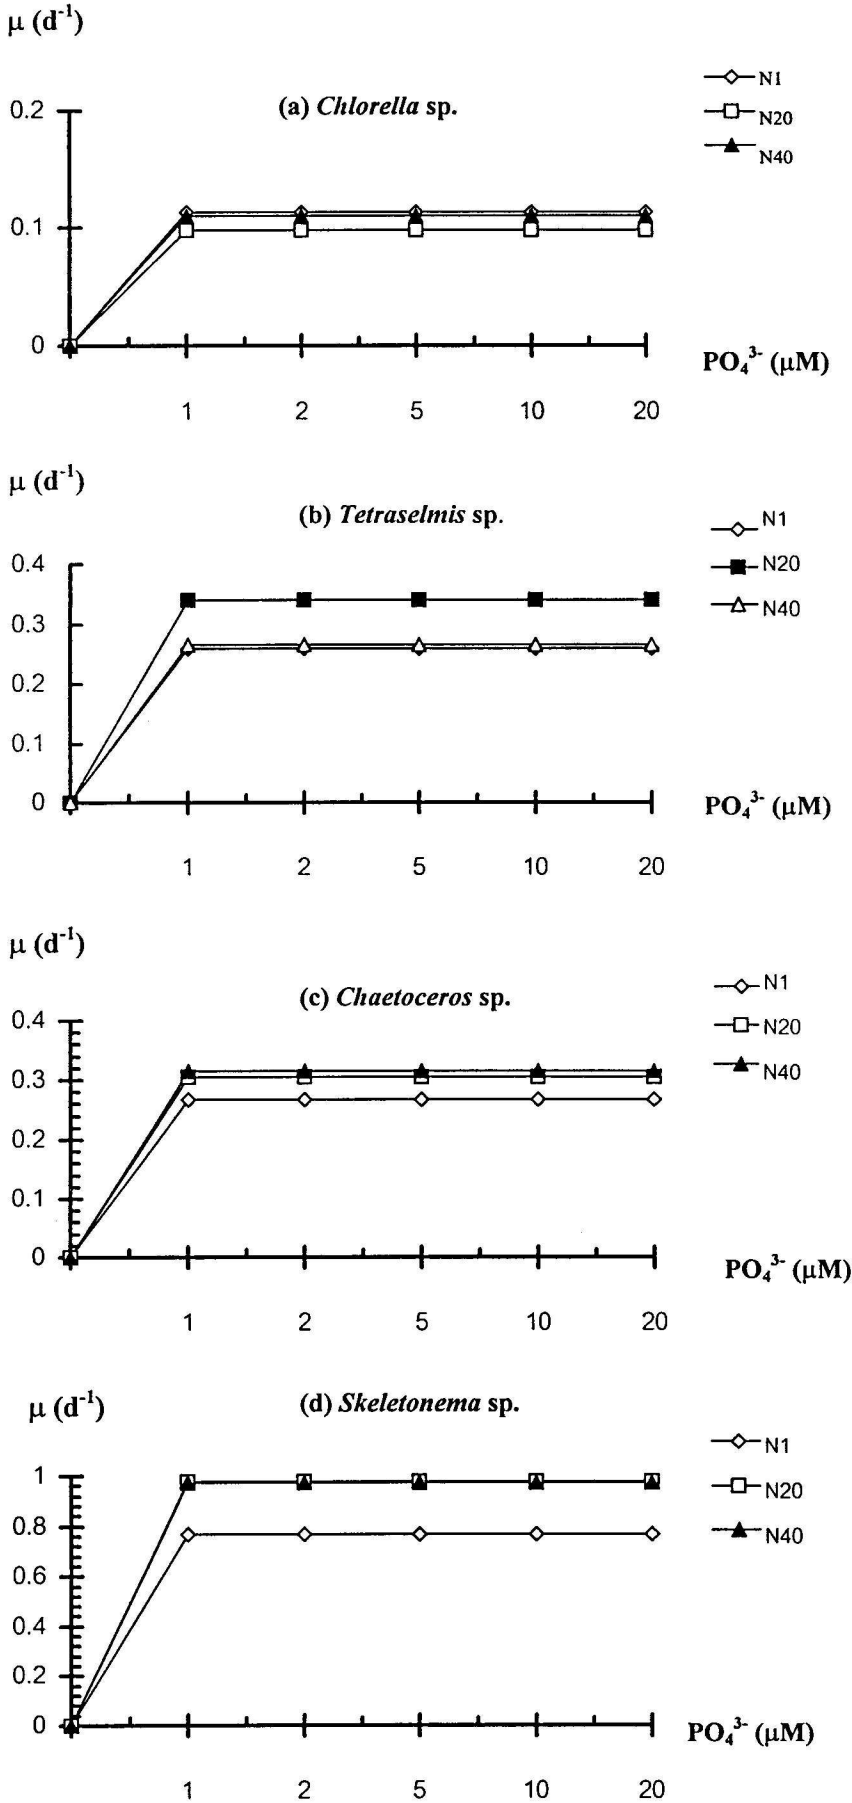 μ (d⁻¹)
(a) Chlorella sp.
N1
N20
N40
0.2
0.1
0
PO₄³⁻ (μM)
1 2 5 10 20
μ (d⁻¹)
(b) Tetraselmis sp.
N1
N20
N40
0.4
0.3
0.2
0.1
0
PO₄³⁻ (μM)
1 2 5 10 20
μ (d⁻¹)
(c) Chaetoceros sp.
N1
N20
N40
0.4
0.3
0.2
0.1
0
PO₄³⁻ (μM)
1 2 5 10 20
μ (d⁻¹)
(d) Skeletonema sp.
N1
N20
N40
1
0.8
0.6
0.4
0.2
0
PO₄³⁻ (μM)
1 2 5 10 20